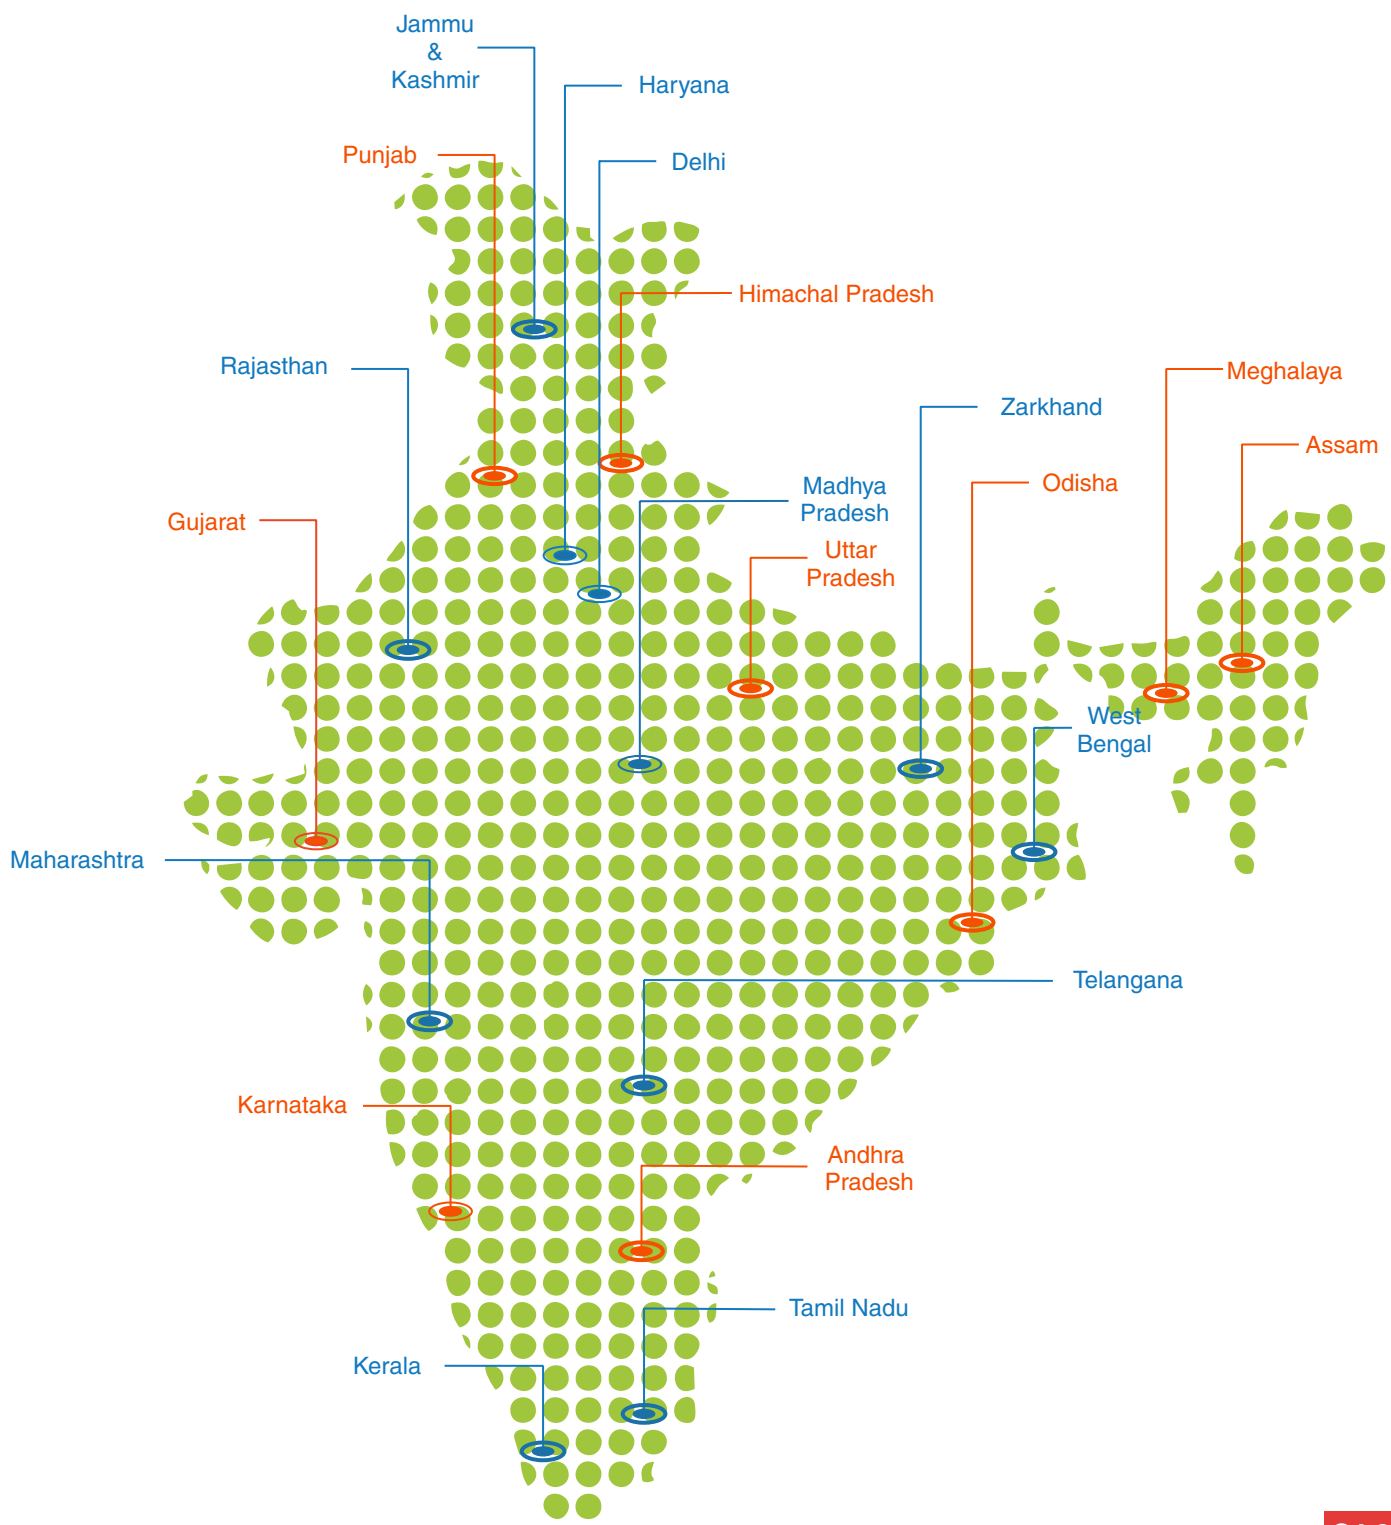 Jammu
&
Kashmir
Haryana
Punjab
Delhi
Himachal Pradesh
Rajasthan
Meghalaya
Zarkhand
Assam
Madhya
Pradesh
Odisha
Gujarat
Uttar
Pradesh
West
Bengal
Maharashtra
Telangana
Karnataka
Andhra
Pradesh
Tamil Nadu
Kerala